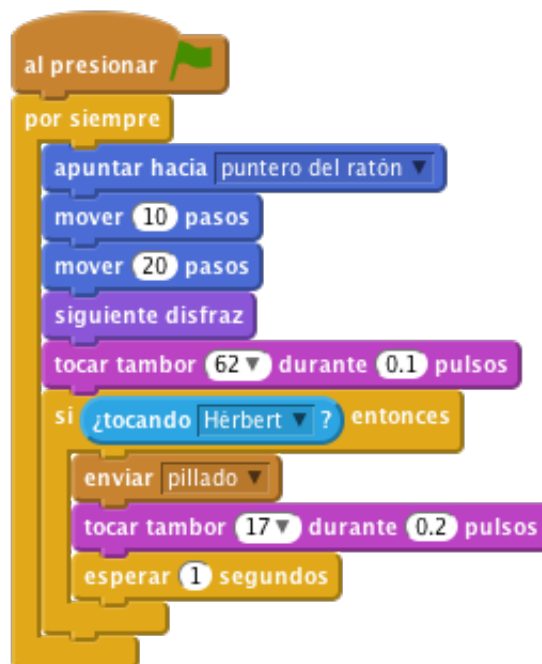 al presionar
por siempre
apuntar hacia puntero del ratón
mover 10 pasos
mover 20 pasos
siguiente disfraz
tocar tambor 62 durante 0.1 pulsos
si ¿tocando Hérbert ? entonces
enviar pillado
tocar tambor 17 durante 0.2 pulsos
esperar 1 segundos